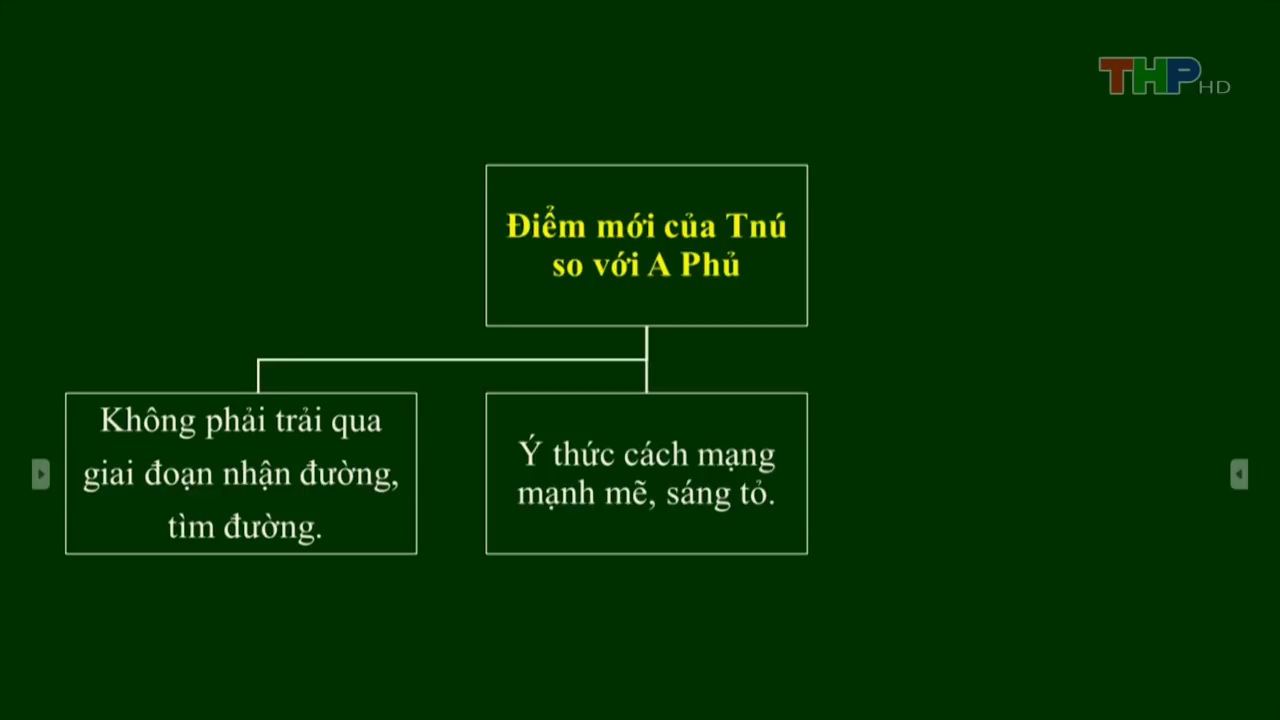 THP HD
Điểm mới của Tnú
so với A Phủ
Không phải trải qua
giai đoạn nhận đường,
tìm đường.
Ý thức cách mạng
mạnh mẽ, sáng tỏ.